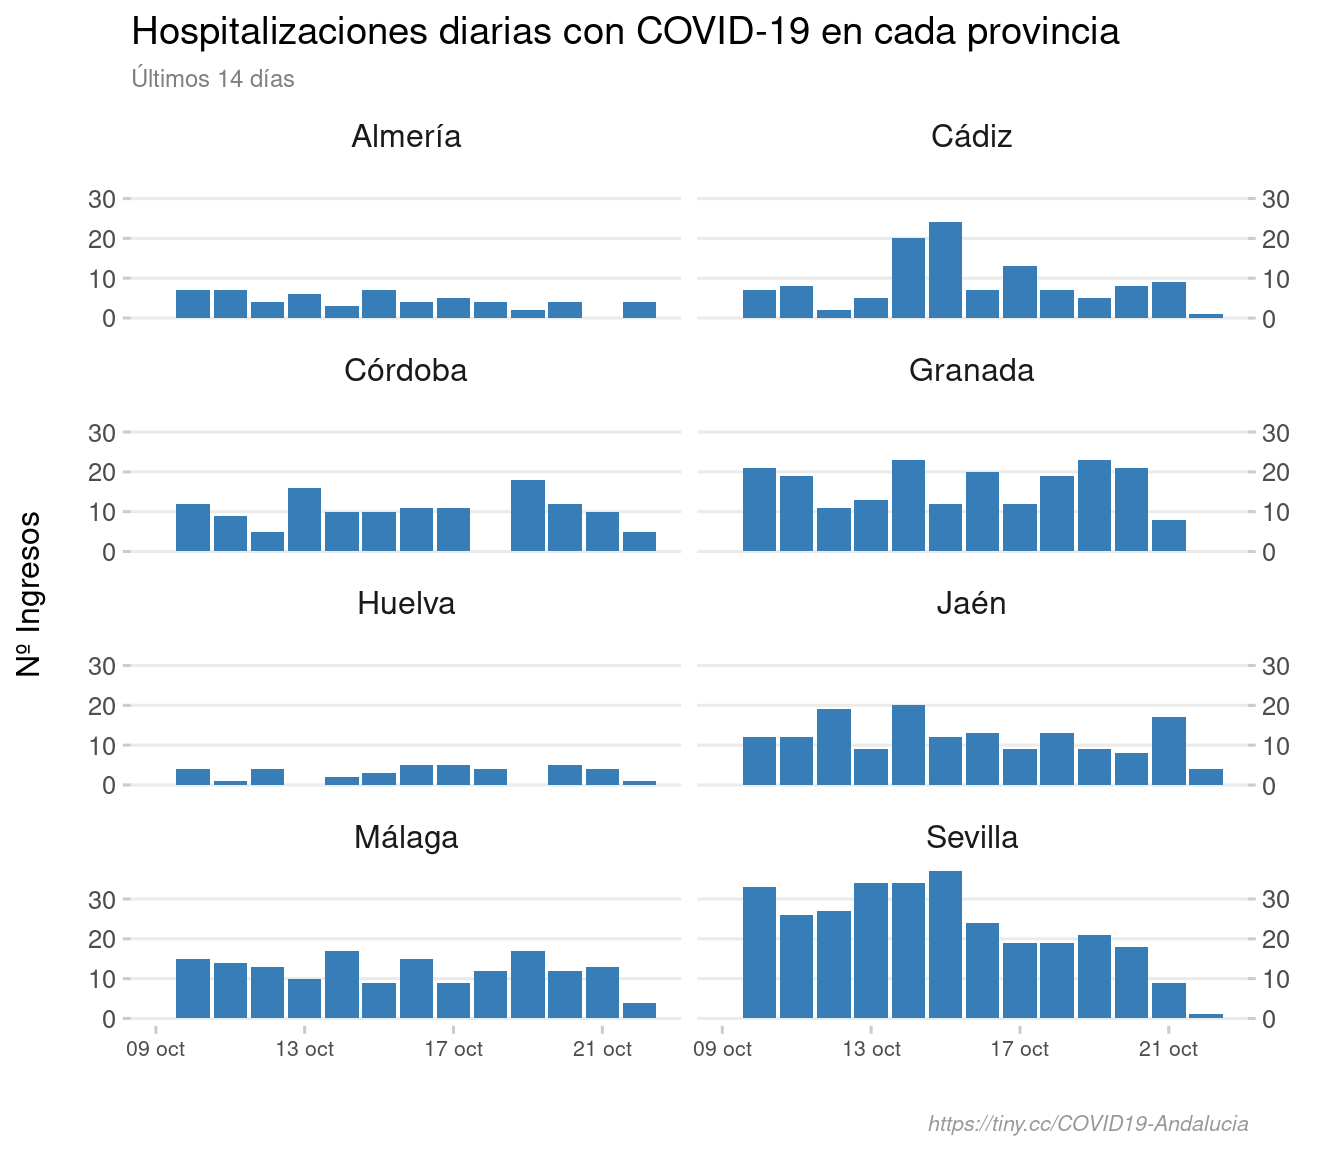 Hospitalizaciones diarias con COVID-19 en cada provincia
Últimos 14 días
Almería
Cádiz
30
20
10
0
30
20
10
0
Córdoba
Granada
30
20
10
0
30
20
10
0
Nº Ingresos
Huelva
Jaén
30
20
10
0
30
20
10
0
Málaga
Sevilla
30
20
10
0
30
20
10
0
09 oct 13 oct 17 oct 21 oct
09 oct 13 oct 17 oct 21 oct
https://tiny.cc/COVID19-Andalucia